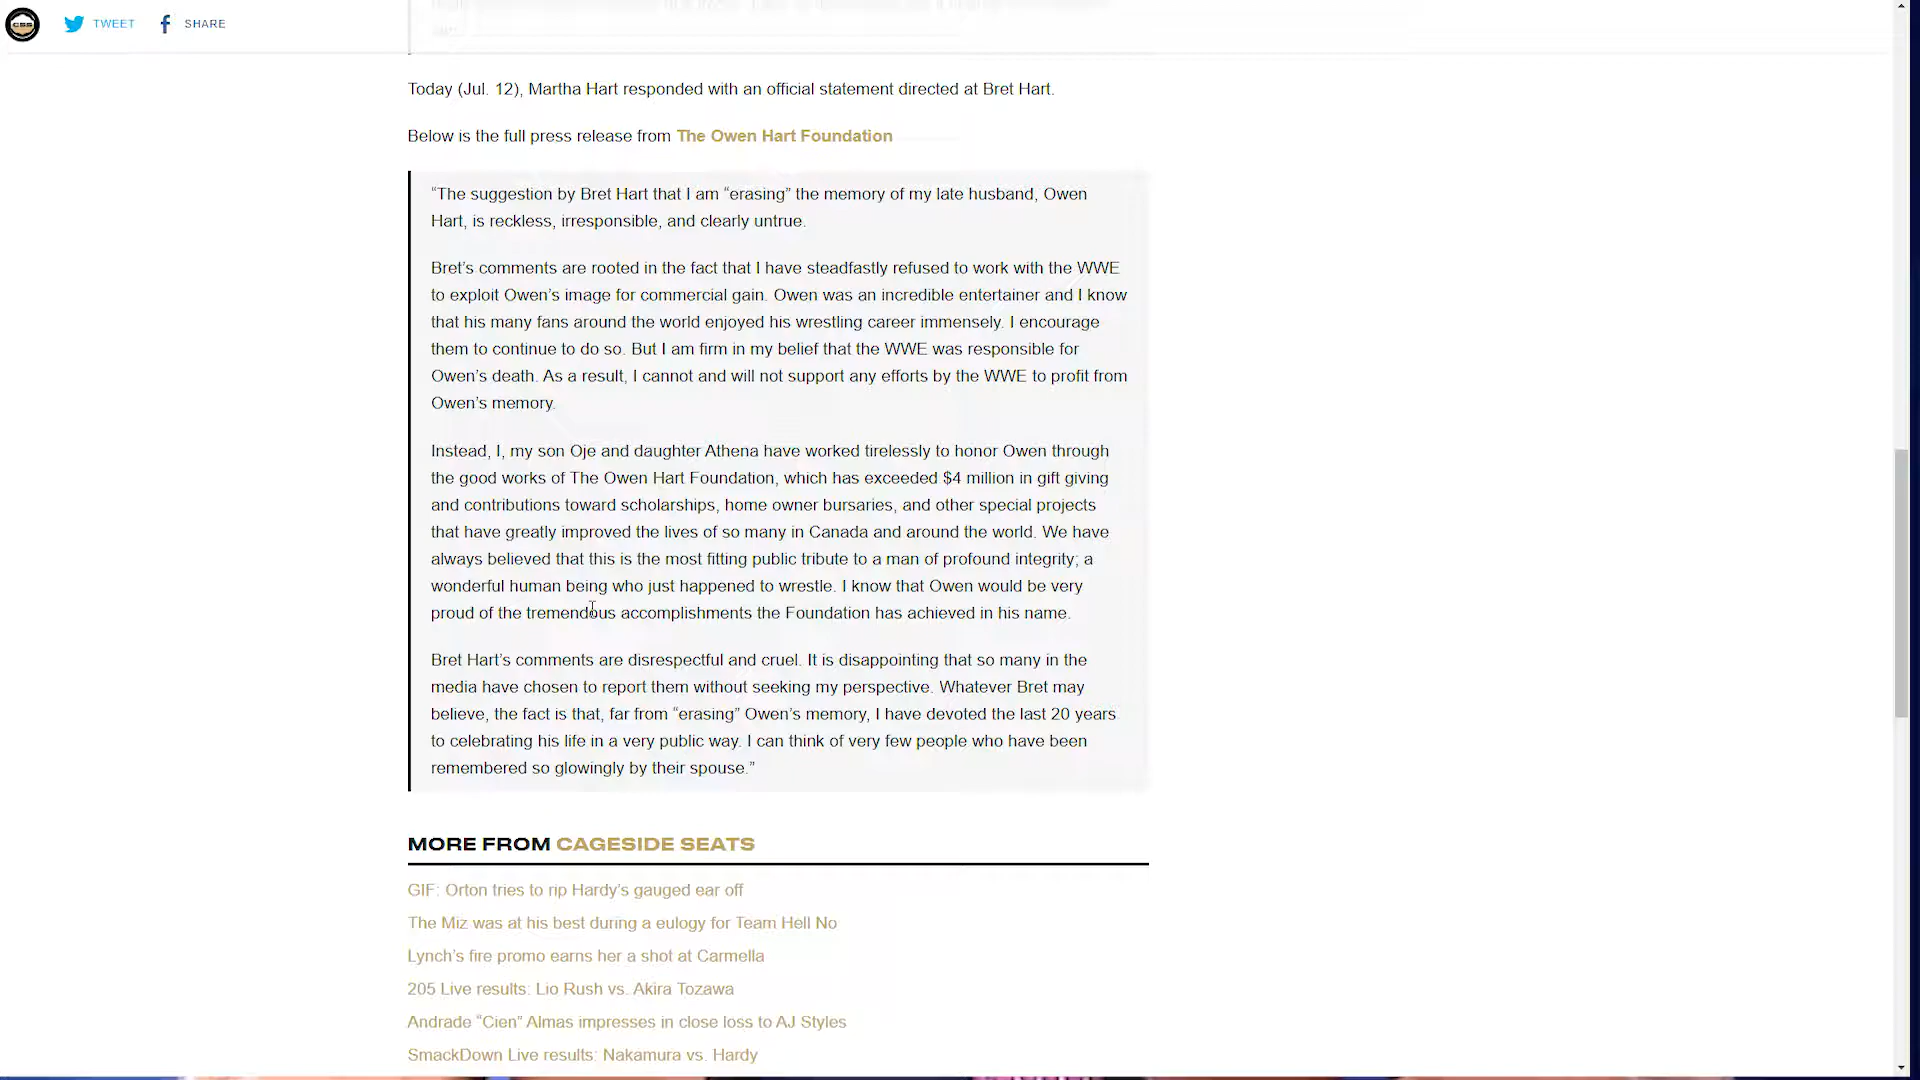 TWEET SHARE
Today (Jul. 12), Martha Hart responded with an official statement directed at Bret Hart.
Below is the full press release from The Owen Hart Foundation
“The suggestion by Bret Hart that I am “erasing” the memory of my late husband, Owen
Hart, is reckless, irresponsible, and clearly untrue.
Bret’s comments are rooted in the fact that I have steadfastly refused to work with the WWE
to exploit Owen’s image for commercial gain. Owen was an incredible entertainer and I know
that his many fans around the world enjoyed his wrestling career immensely. I encourage
them to continue to do so. But I am firm in my belief that the WWE was responsible for
Owen’s death. As a result, I cannot and will not support any efforts by the WWE to profit from
Owen’s memory.
Instead, I, my son Oje and daughter Athena have worked tirelessly to honor Owen through
the good works of The Owen Hart Foundation, which has exceeded $4 million in gift giving
and contributions toward scholarships, home owner bursaries, and other special projects
that have greatly improved the lives of so many in Canada and around the world. We have
always believed that this is the most fitting public tribute to a man of profound integrity; a
wonderful human being who just happened to wrestle. I know that Owen would be very
proud of the tremendous accomplishments the Foundation has achieved in his name.
Bret Hart’s comments are disrespectful and cruel. It is disappointing that so many in the
media have chosen to report them without seeking my perspective. Whatever Bret may
believe, the fact is that, far from “erasing” Owen’s memory, I have devoted the last 20 years
to celebrating his life in a very public way. I can think of very few people who have been
remembered so glowingly by their spouse.”
MORE FROM CAGESIDE SEATS
GIF: Orton tries to rip Hardy’s gauged ear off
The Miz was at his best during a eulogy for Team Hell No
Lynch’s fire promo earns her a shot at Carmella
205 Live results: Lio Rush vs. Akira Tozawa
Andrade “Cien” Almas impresses in close loss to AJ Styles
SmackDown Live results: Nakamura vs. Hardy